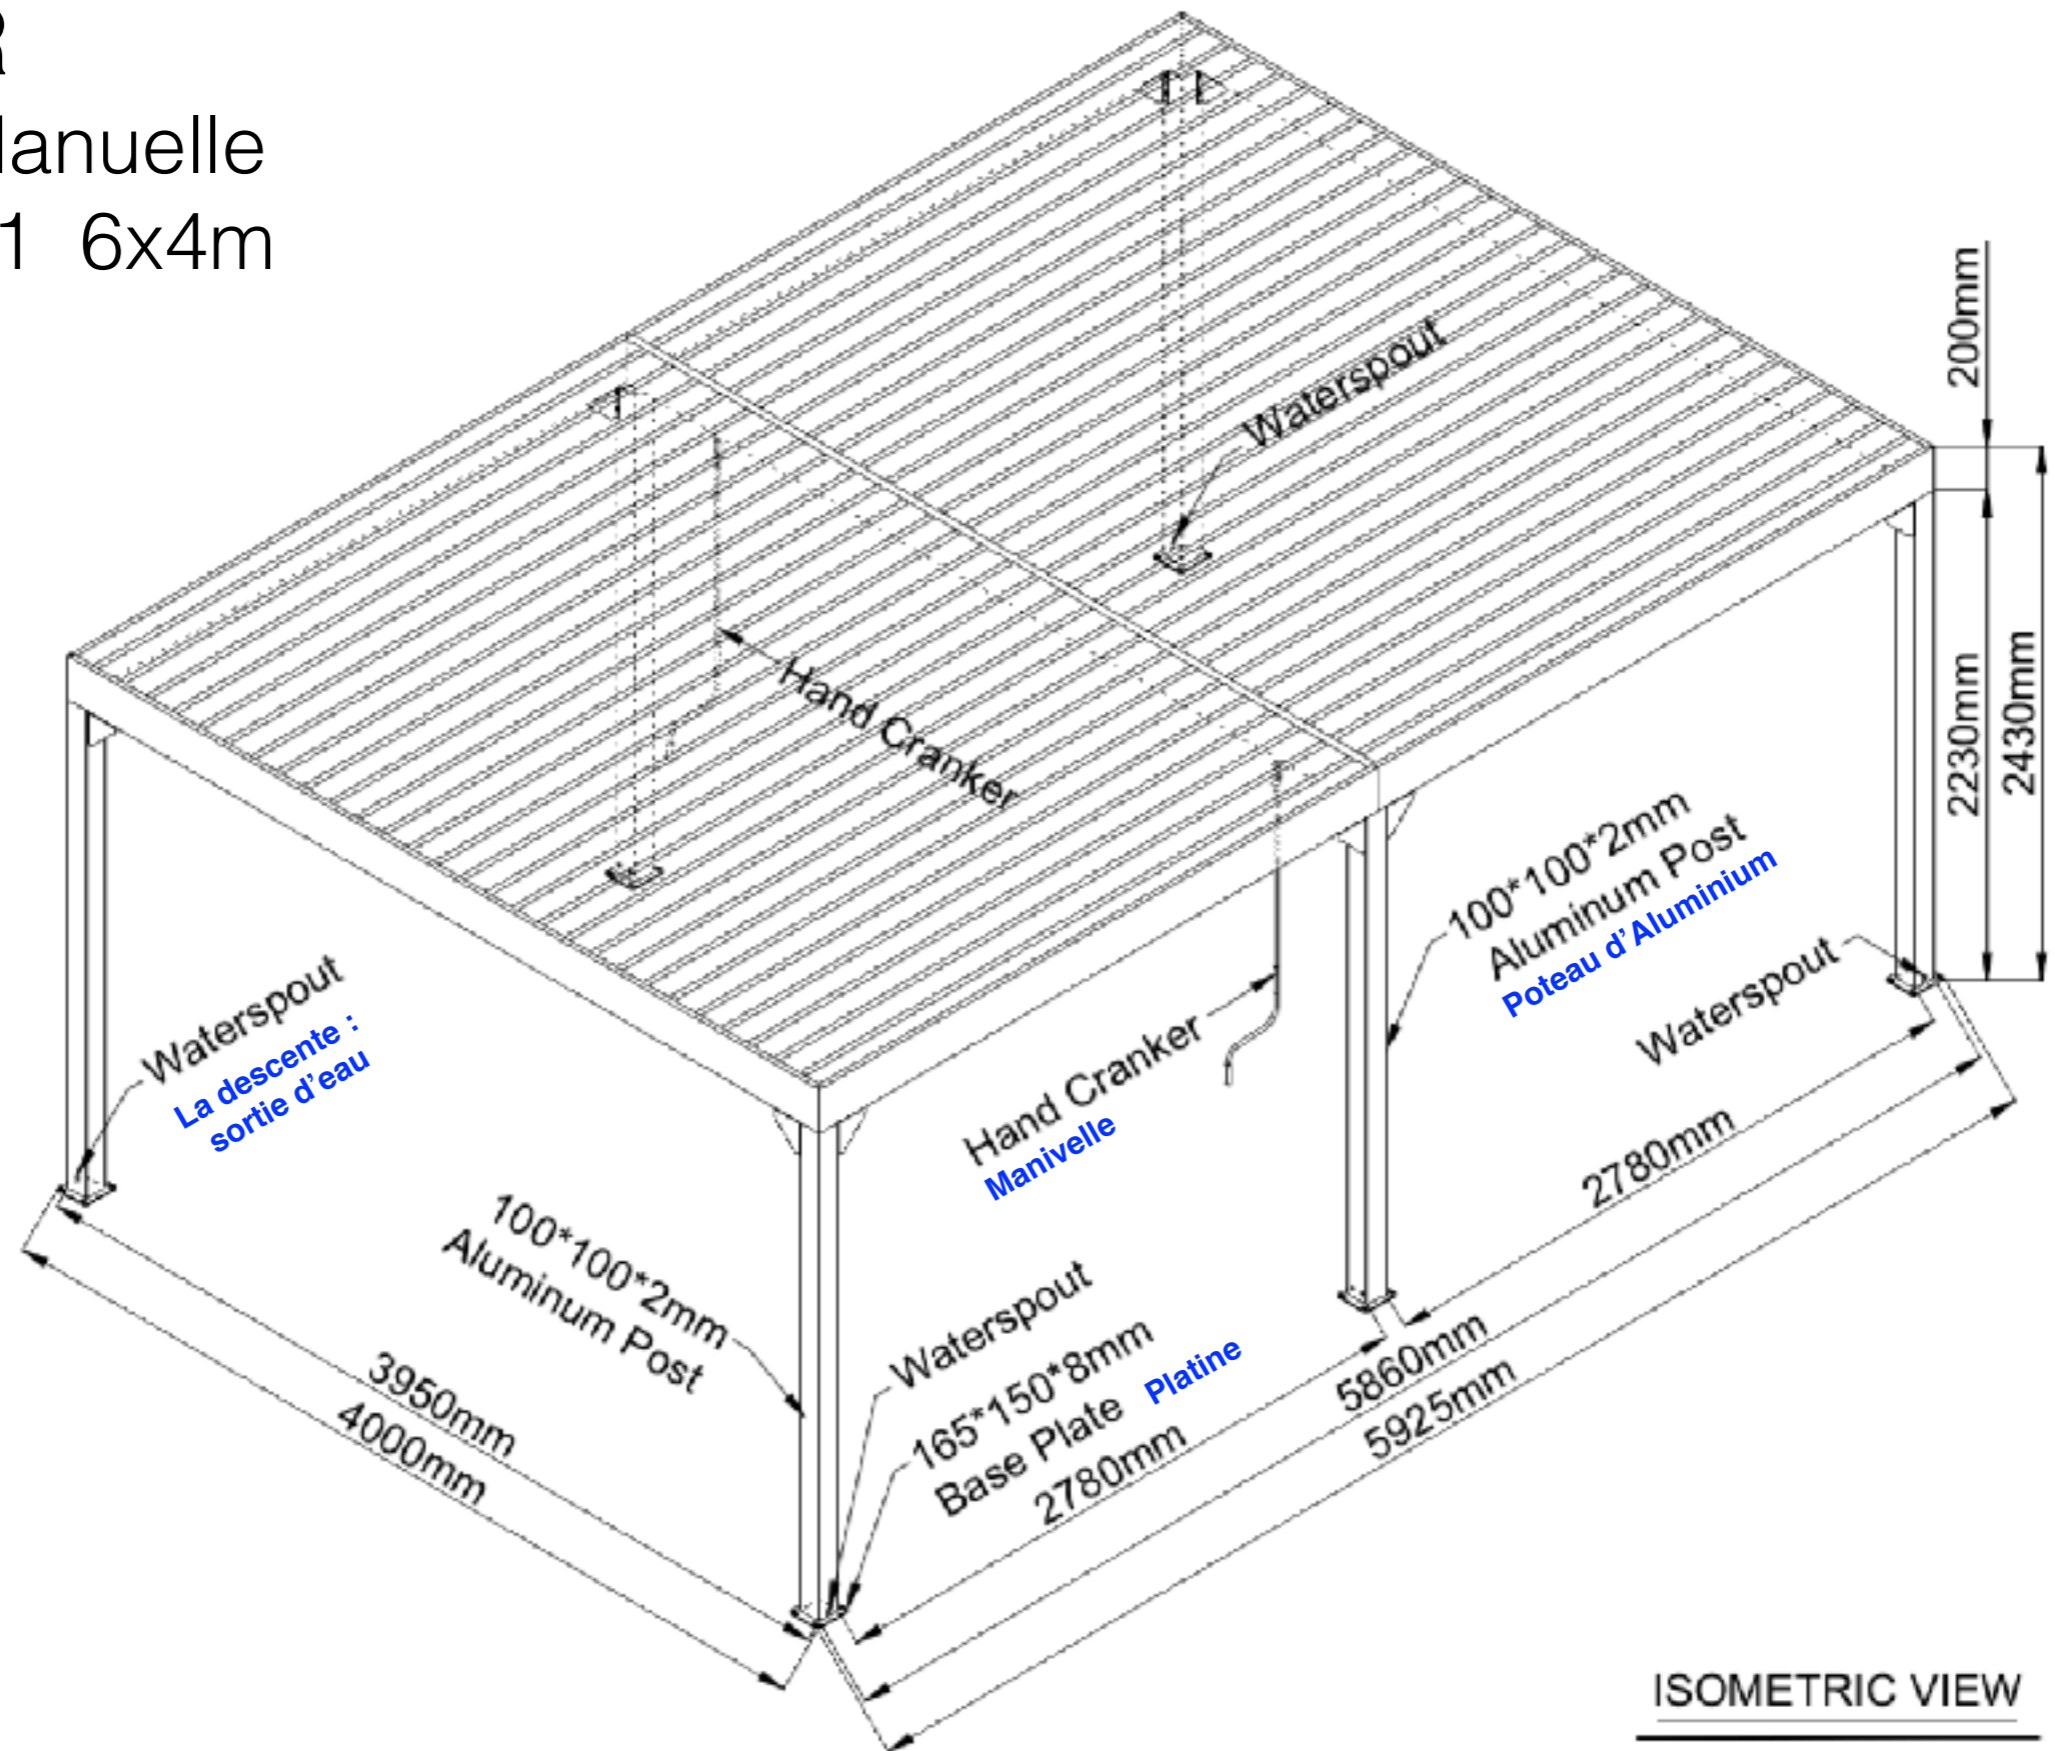 R
anuelle
1 6x4m
200mm
Waterspout
Hand Cranker
2230mm
2430mm
100*100*2mm
Aluminum Post
Poteau d'Aluminium
Waterspout
Waterspout
La descente :
sortie d'eau
Hand Cranker
Manivelle
2780mm
100*100*2mm
Aluminum Post
Waterspout
165*150*8mm
Base Plate Platine
2780mm
5860mm
5925mm
3950mm
4000mm
ISOMETRIC VIEW